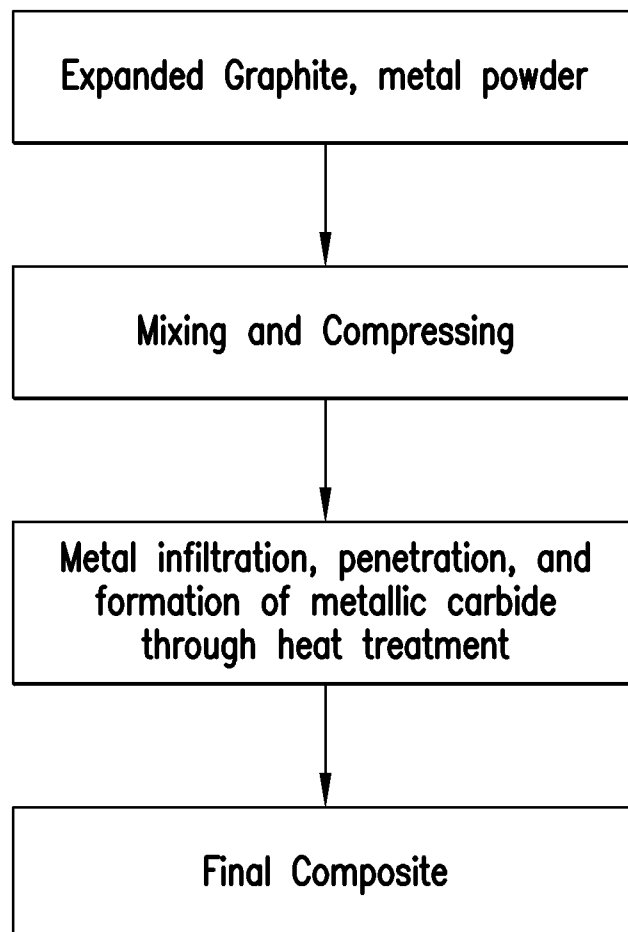 Expanded Graphite, metal powder
Mixing and Compressing
Metal infiltration, penetration, and
formation of metallic carbide
through heat treatment
Final Composite